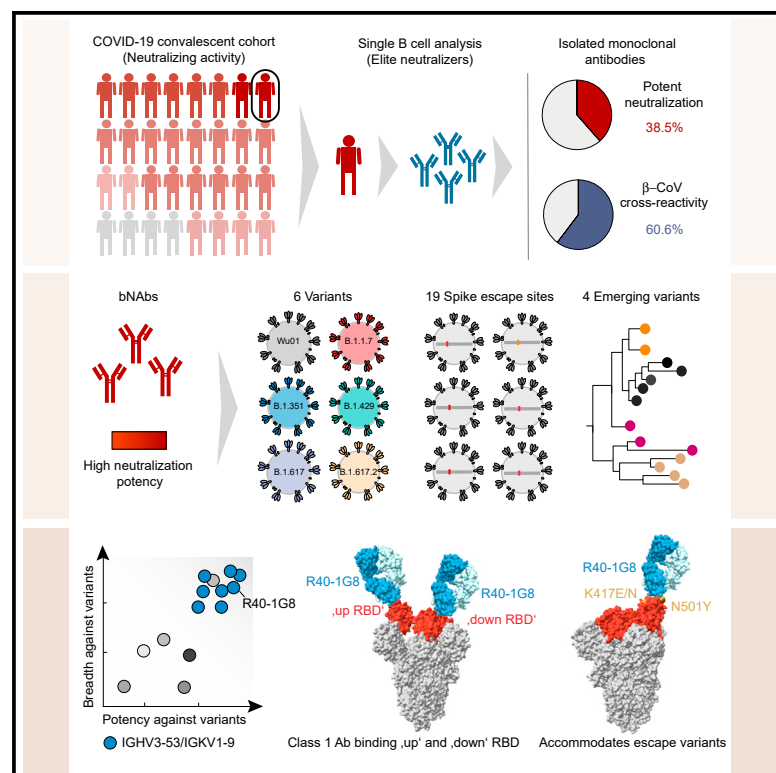 COVID-19 convalescent cohort
(Neutralizing activity)
Single B cell analysis
(Elite neutralizers)
Isolated monoclonal
antibodies
Potent
neutralization
38.5%
β–CoV
cross-reactivity
60.6%
bNAbs
High neutralization
potency
6 Variants
Wu01
B.1.1.7
B.1.351
B.1.429
B.1.617
B.1.617.2
19 Spike escape sites
4 Emerging variants
Breadth against variants
R40-1G8
Potency against variants
IGHV3-53/IGKV1-9
R40-1G8
R40-1G8
‚up RBD‘
‚down RBD‘
Class 1 Ab binding ‚up‘ and ‚down‘ RBD
R40-1G8
K417E/N
N501Y
Accommodates escape variants